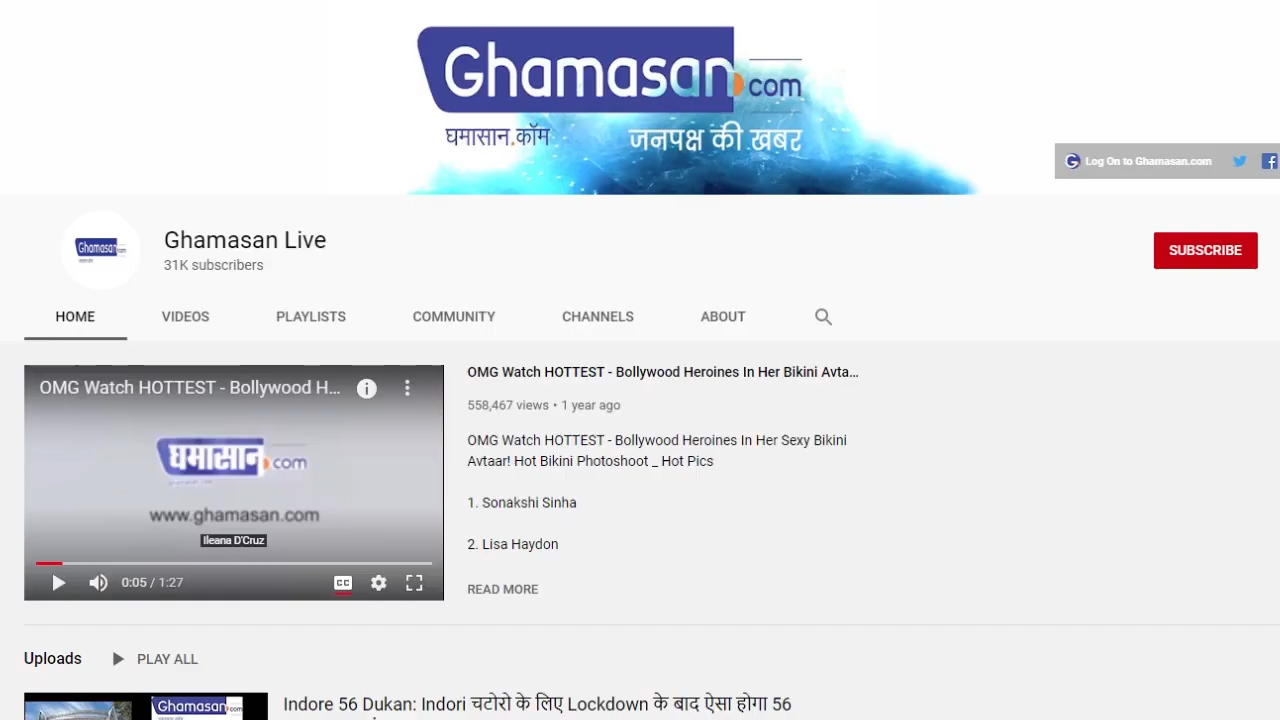 Ghamasan.com
घमासान.कॉम
जनपक्ष की खबर
Log On to Ghamasan.com
Ghamasan
Ghamasan Live
31K subscribers
SUBSCRIBE
HOME
VIDEOS
PLAYLISTS
COMMUNITY
CHANNELS
ABOUT
OMG Watch HOTTEST - Bollywood H...
घमासान.com
www.ghamasan.com
Ileana D'Cruz
0:05 / 1:27
CC
OMG Watch HOTTEST - Bollywood Heroines In Her Bikini Avta...
558,467 views • 1 year ago
OMG Watch HOTTEST - Bollywood Heroines In Her Sexy Bikini
Avtaar! Hot Bikini Photoshoot _ Hot Pics
1. Sonakshi Sinha
2. Lisa Haydon
READ MORE
Uploads
PLAY ALL
Ghamasan.com
Indore 56 Dukan: Indori चटोरो के लिए Lockdown के बाद ऐसा होगा 56